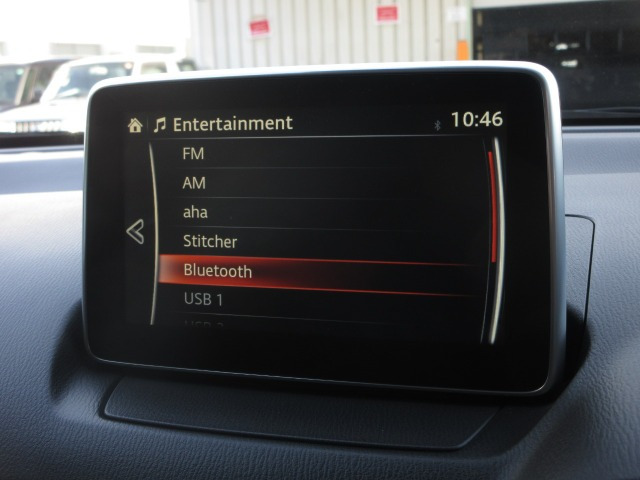 Entertainment 10:46
FM
AM
aha
Stitcher
Bluetooth
USB 1